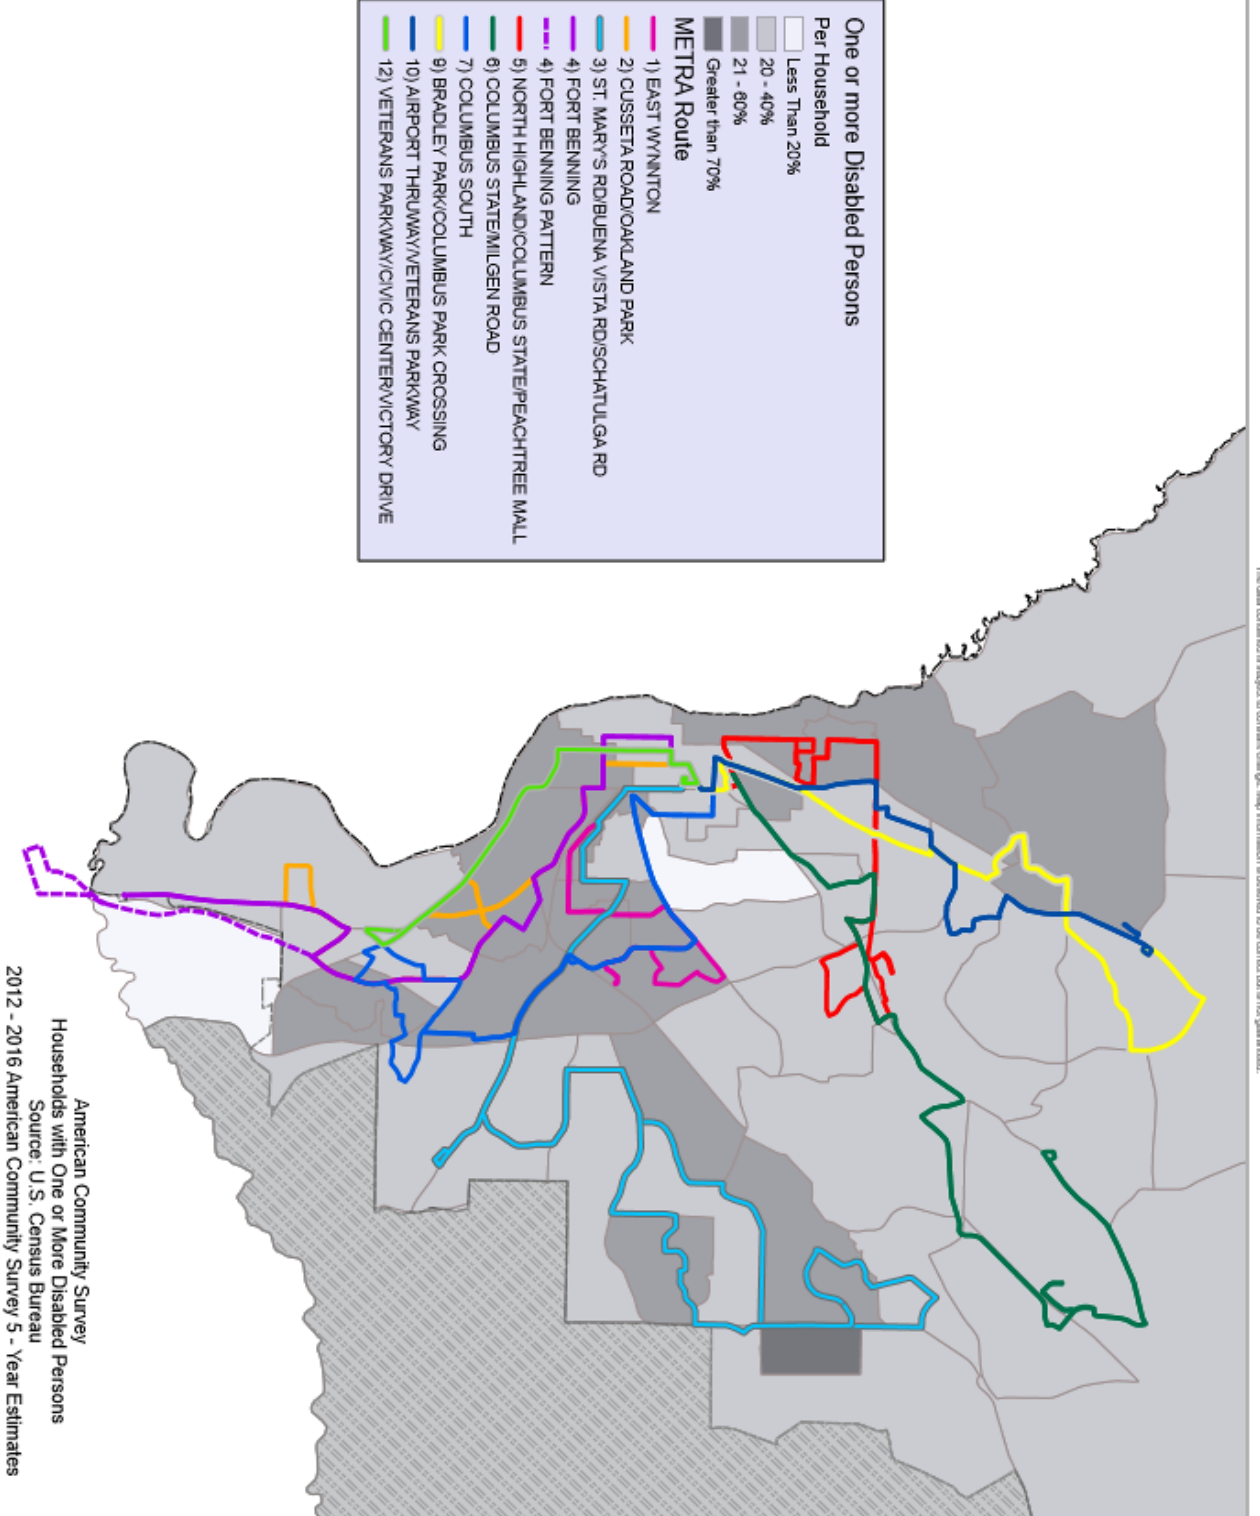 One or more Disabled Persons
Per Household
Less Than 20%
20 - 40%
21 - 60%
Greater than 70%
METRA Route
1) EAST WYNNTON
2) CUSSETA ROAD/OAKLAND PARK
3) ST. MARY'S RD/BUENA VISTA RD/SCHATULGA RD
4) FORT BENNING
4) FORT BENNING PATTERN
5) NORTH HIGHLAND/COLUMBUS STATE/PEACHTREE MALL
6) COLUMBUS STATE/MILGEN ROAD
7) COLUMBUS SOUTH
9) BRADLEY PARK/COLUMBUS PARK CROSSING
10) AIRPORT THRUWAY/VETERANS PARKWAY
12) VETERANS PARKWAY/CIVIC CENTER/VICTORY DRIVE
American Community Survey
Households with One or More Disabled Persons
Source: U.S. Census Bureau
2012 - 2016 American Community Survey 5 - Year Estimates